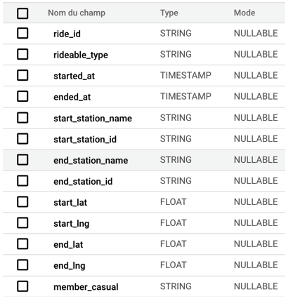 Nom du champ Type Mode
ride_id STRING NULLABLE
rideable_type STRING NULLABLE
started_at TIMESTAMP NULLABLE
ended_at TIMESTAMP NULLABLE
start_station_name STRING NULLABLE
start_station_id STRING NULLABLE
end_station_name STRING NULLABLE
end_station_id STRING NULLABLE
start_lat FLOAT NULLABLE
start_lng FLOAT NULLABLE
end_lat FLOAT NULLABLE
end_lng FLOAT NULLABLE
member_casual STRING NULLABLE